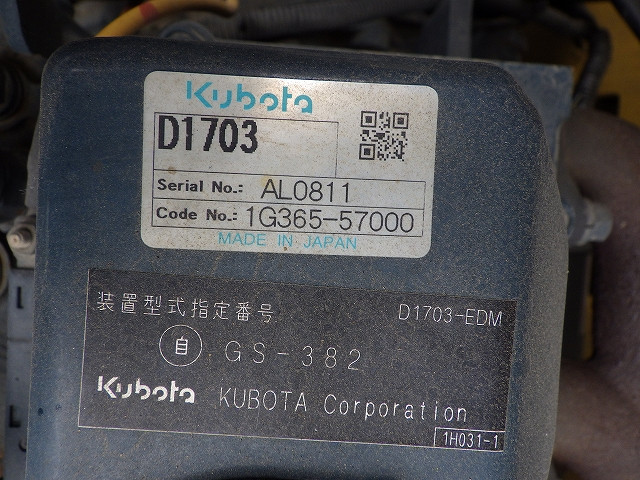 Kubota
D1703
Serial No.: AL0811
Code No.: 1G365-57000
MADE IN JAPAN
装置型式指定番号 D1703-EDM
自 GS-382
Kubota KUBOTA Corporation
1H031-1